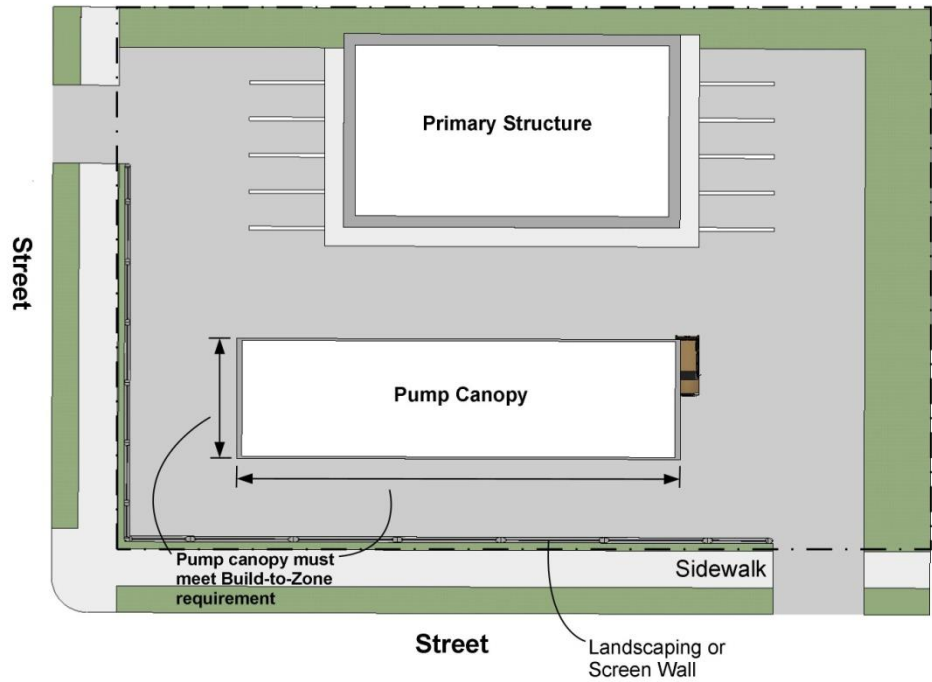 Primary Structure
Street
Pump Canopy
Pump canopy must
meet Build-to-Zone
requirement
Sidewalk
Street
Landscaping or
Screen Wall